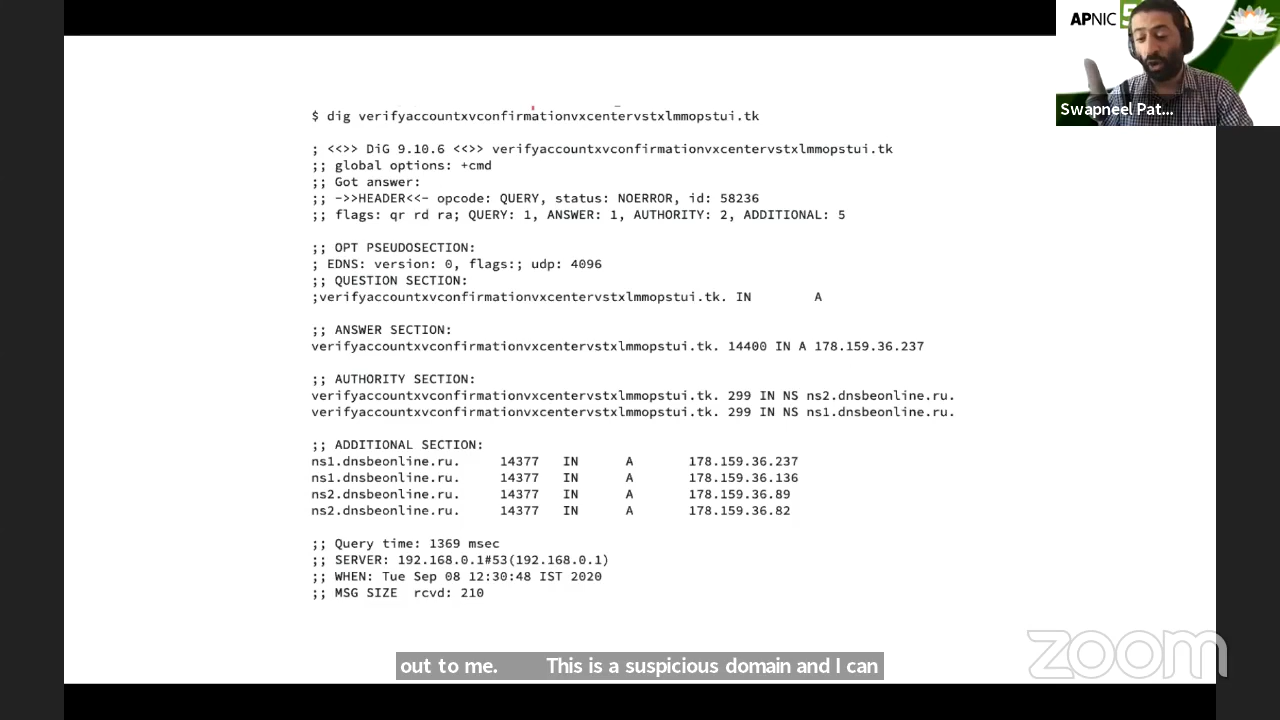 APNIC 5
Swapneel Pat...
$ dig verifyaccountxvconfirmationvxcentervstxlmmopstui.tk
; <<>> DiG 9.10.6 <<>> verifyaccountxvconfirmationvxcentervstxlmmopstui.tk
;; global options: +cmd
;; Got answer:
;; ->>HEADER<<- opcode: QUERY, status: NOERROR, id: 58236
;; flags: qr rd ra; QUERY: 1, ANSWER: 1, AUTHORITY: 2, ADDITIONAL: 5
;; OPT PSEUDOSECTION:
; EDNS: version: 0, flags:; udp: 4096
;; QUESTION SECTION:
;verifyaccountxvconfirmationvxcentervstxlmmopstui.tk. IN A
;; ANSWER SECTION:
verifyaccountxvconfirmationvxcentervstxlmmopstui.tk. 14400 IN A 178.159.36.237
;; AUTHORITY SECTION:
verifyaccountxvconfirmationvxcentervstxlmmopstui.tk. 299 IN NS ns2.dnsbeonline.ru.
verifyaccountxvconfirmationvxcentervstxlmmopstui.tk. 299 IN NS ns1.dnsbeonline.ru.
;; ADDITIONAL SECTION:
ns1.dnsbeonline.ru. 14377 IN A 178.159.36.237
ns1.dnsbeonline.ru. 14377 IN A 178.159.36.136
ns2.dnsbeonline.ru. 14377 IN A 178.159.36.89
ns2.dnsbeonline.ru. 14377 IN A 178.159.36.82
;; Query time: 1369 msec
;; SERVER: 192.168.0.1#53(192.168.0.1)
;; WHEN: Tue Sep 08 12:30:48 IST 2020
;; MSG SIZE rcvd: 210
out to me. This is a suspicious domain and I can
zoom